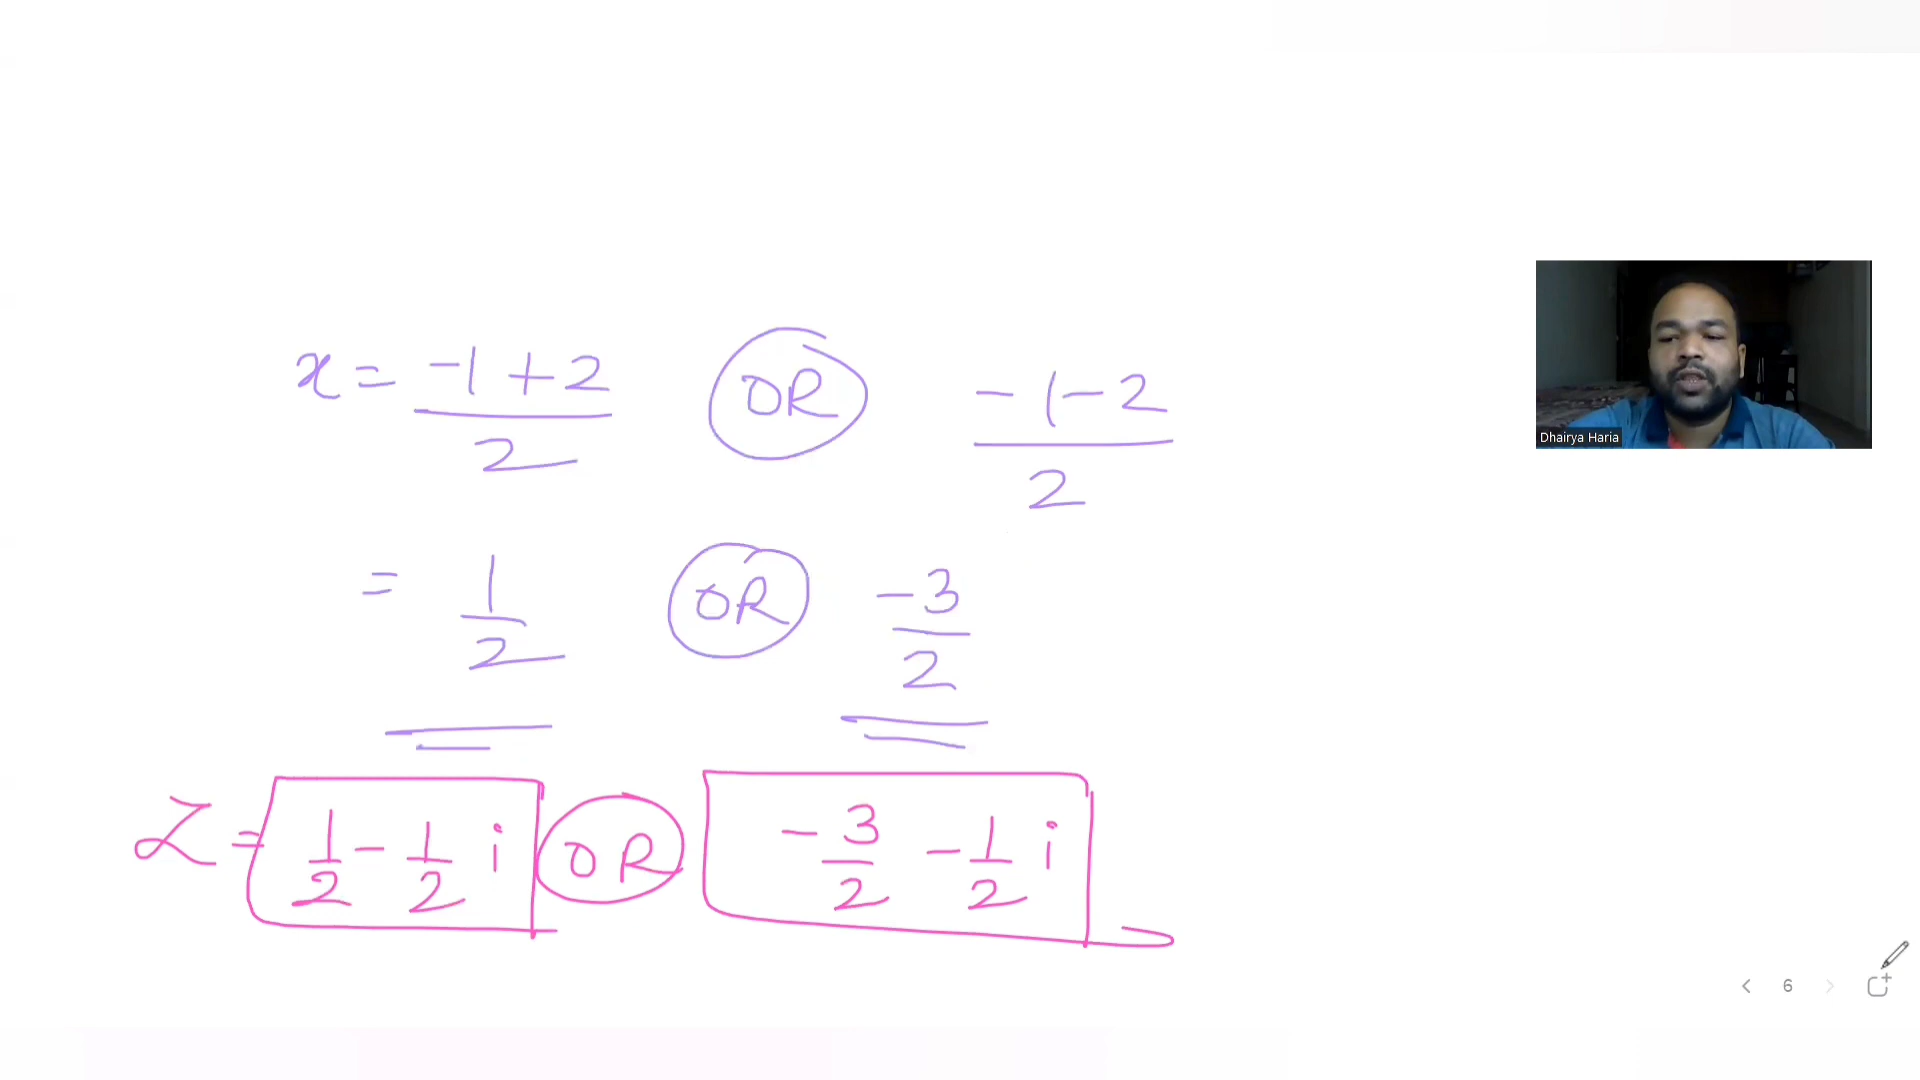 x = -1+2/2 OR -1-2/2
= 1/2 OR -3/2
Z = 1/2 - 1/2 i OR -3/2 - 1/2 i
Dhairya Haria
6